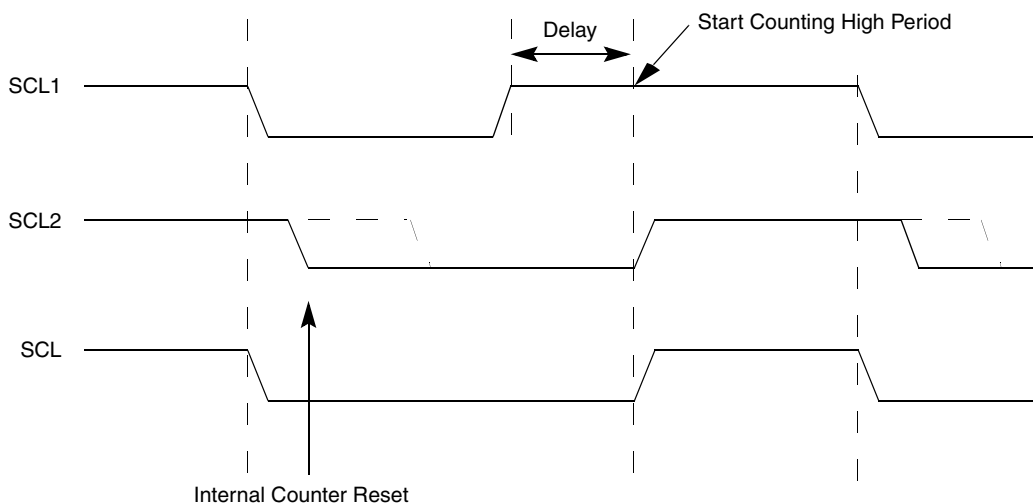 Delay
Start Counting High Period
SCL1
SCL2
SCL
Internal Counter Reset